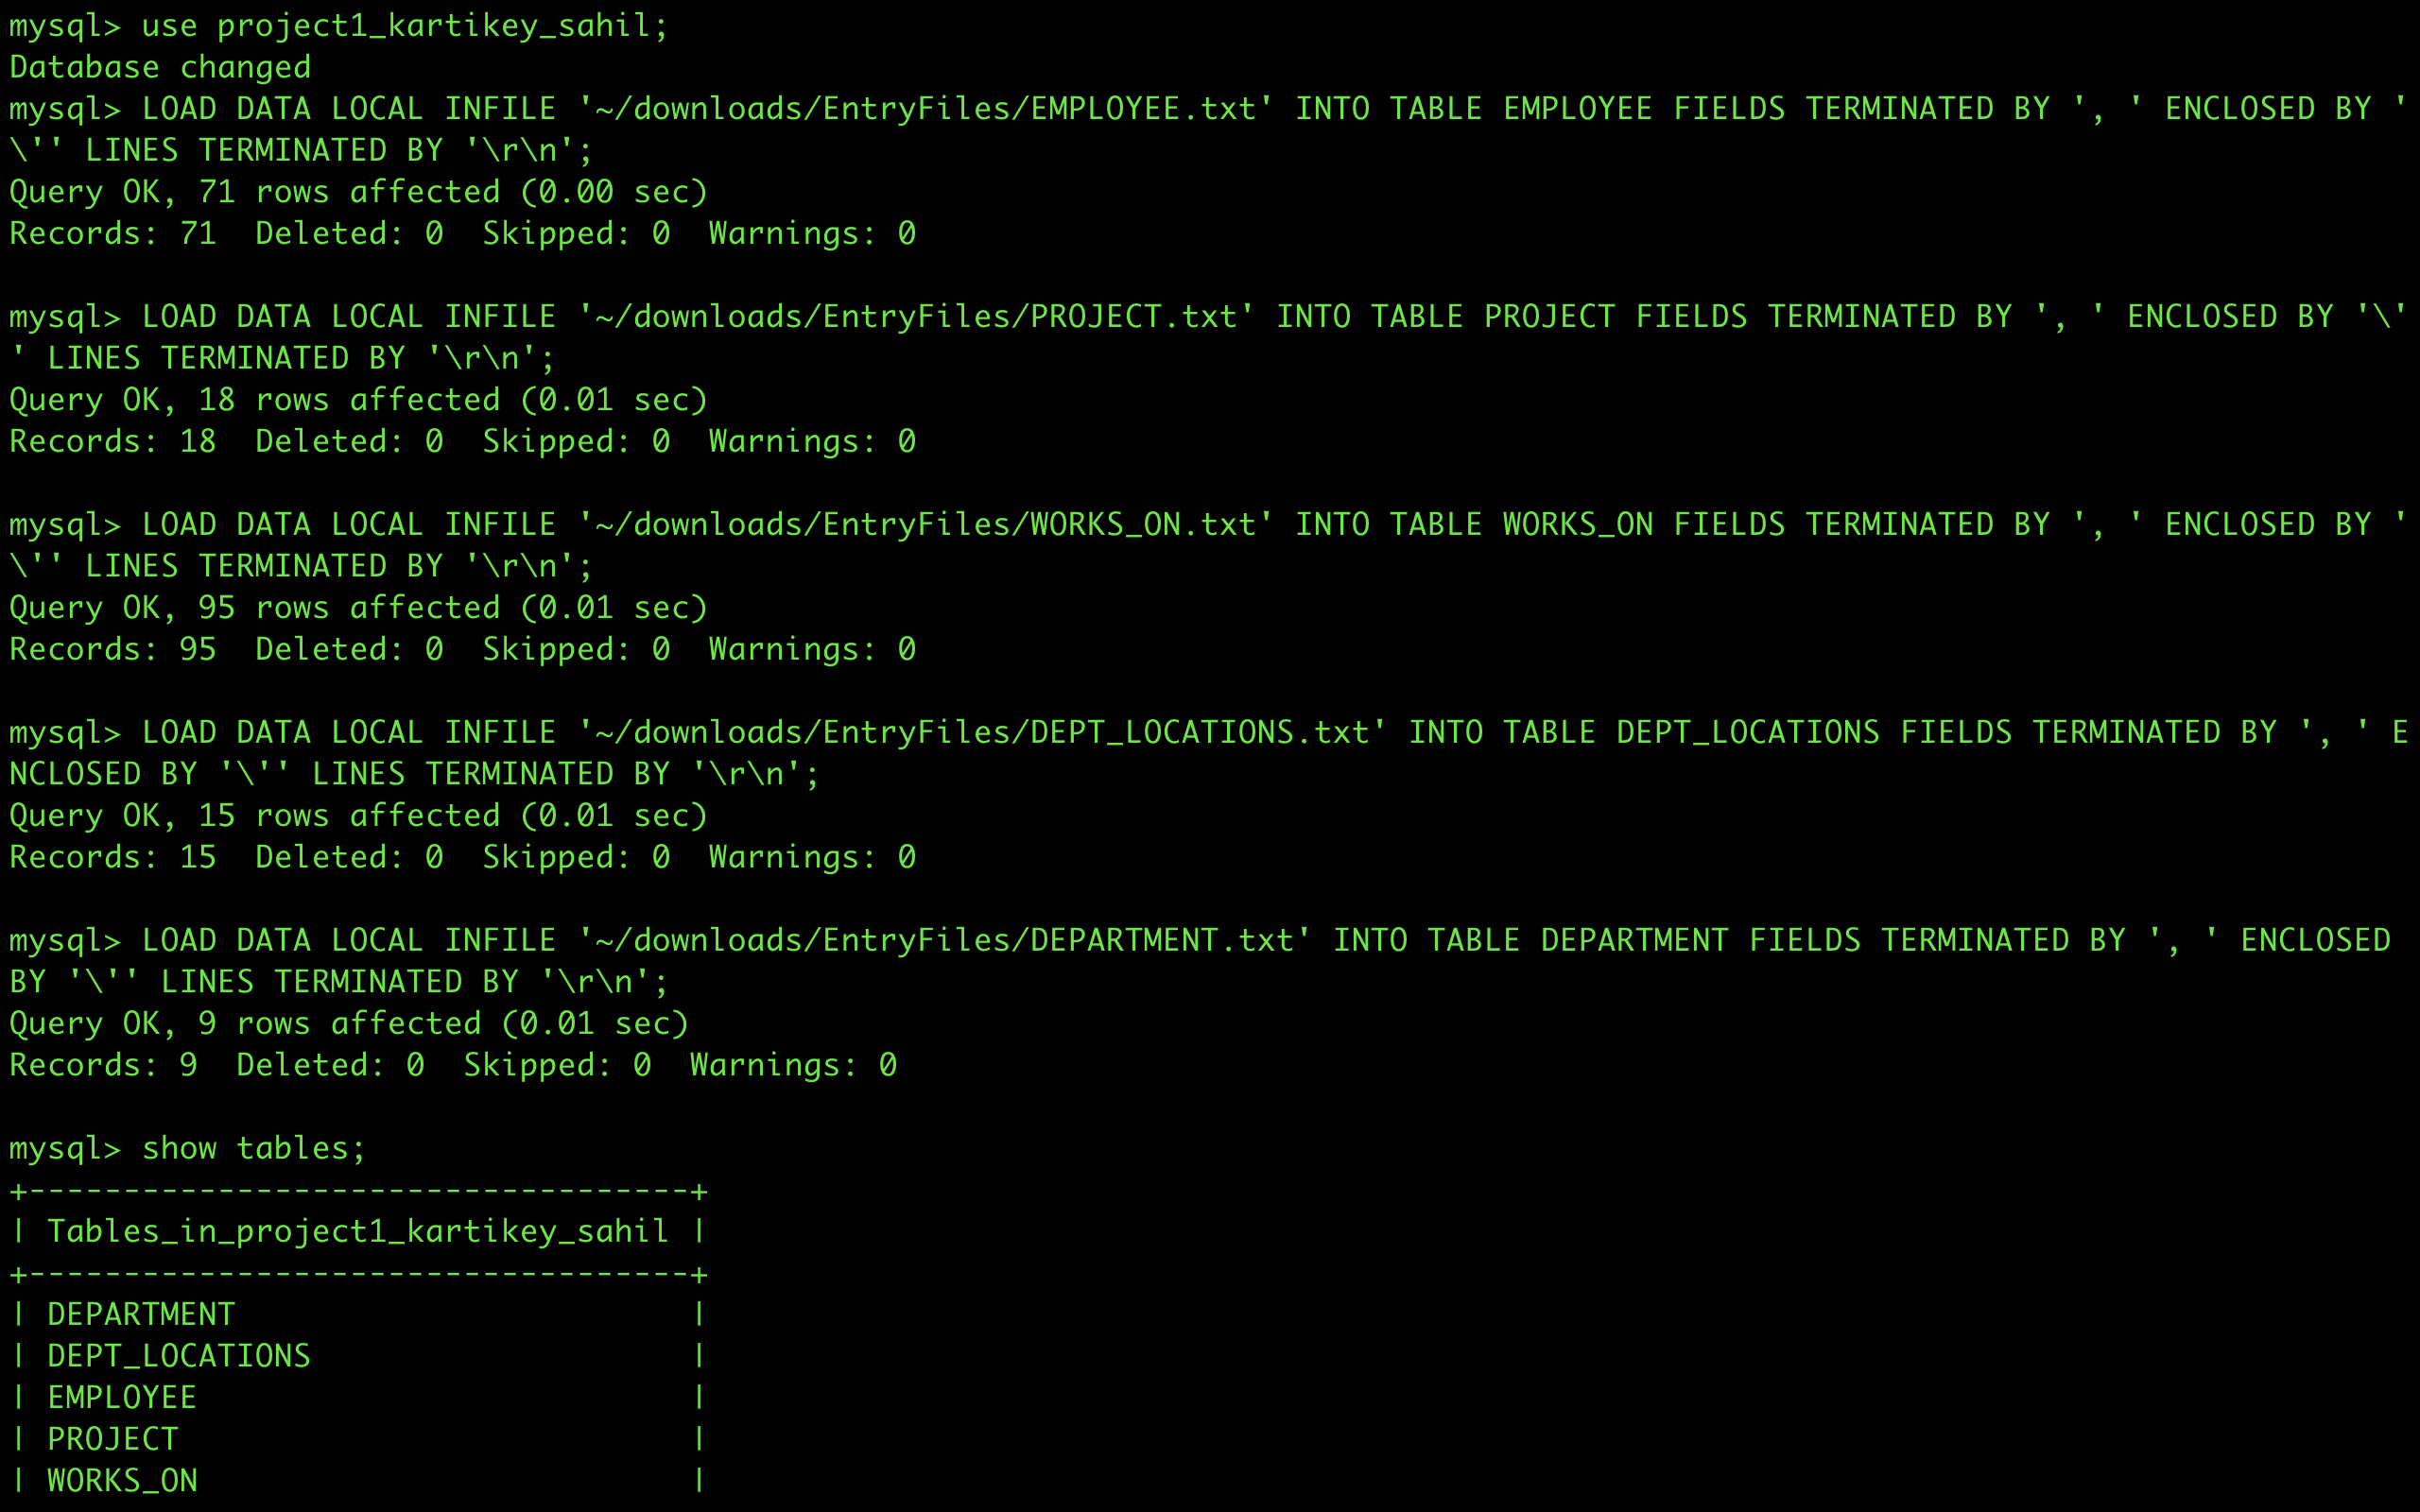 mysql> use project1_kartikey_sahil;
Database changed
mysql> LOAD DATA LOCAL INFILE '~/downloads/EntryFiles/EMPLOYEE.txt' INTO TABLE EMPLOYEE FIELDS TERMINATED BY ', ' ENCLOSED BY '
\'' LINES TERMINATED BY '\r\n';
Query OK, 71 rows affected (0.00 sec)
Records: 71  Deleted: 0  Skipped: 0  Warnings: 0

mysql> LOAD DATA LOCAL INFILE '~/downloads/EntryFiles/PROJECT.txt' INTO TABLE PROJECT FIELDS TERMINATED BY ', ' ENCLOSED BY '\'
' LINES TERMINATED BY '\r\n';
Query OK, 18 rows affected (0.01 sec)
Records: 18  Deleted: 0  Skipped: 0  Warnings: 0

mysql> LOAD DATA LOCAL INFILE '~/downloads/EntryFiles/WORKS_ON.txt' INTO TABLE WORKS_ON FIELDS TERMINATED BY ', ' ENCLOSED BY '
\'' LINES TERMINATED BY '\r\n';
Query OK, 95 rows affected (0.01 sec)
Records: 95  Deleted: 0  Skipped: 0  Warnings: 0

mysql> LOAD DATA LOCAL INFILE '~/downloads/EntryFiles/DEPT_LOCATIONS.txt' INTO TABLE DEPT_LOCATIONS FIELDS TERMINATED BY ', ' E
NCLOSED BY '\'' LINES TERMINATED BY '\r\n';
Query OK, 15 rows affected (0.01 sec)
Records: 15  Deleted: 0  Skipped: 0  Warnings: 0

mysql> LOAD DATA LOCAL INFILE '~/downloads/EntryFiles/DEPARTMENT.txt' INTO TABLE DEPARTMENT FIELDS TERMINATED BY ', ' ENCLOSED
BY '\'' LINES TERMINATED BY '\r\n';
Query OK, 9 rows affected (0.01 sec)
Records: 9  Deleted: 0  Skipped: 0  Warnings: 0

mysql> show tables;
+-----------------------------------+
| Tables_in_project1_kartikey_sahil |
+-----------------------------------+
| DEPARTMENT                        |
| DEPT_LOCATIONS                    |
| EMPLOYEE                          |
| PROJECT                           |
| WORKS_ON                          |